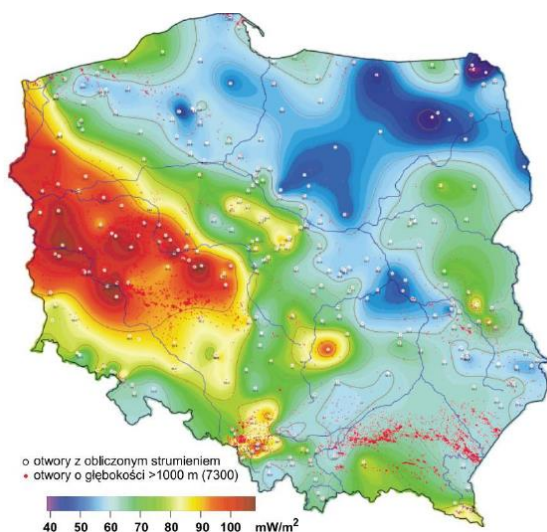 otwory z obliczonym strumieniem
otwory o głębokości >1000 m (7300)
40 50 60 70 80 90 100 mW/m²